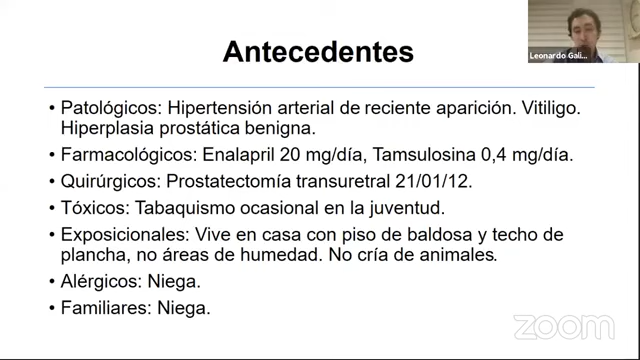 Antecedentes
Leonardo Gali...
• Patológicos: Hipertensión arterial de reciente aparición. Vitiligo.
Hiperplasia prostática benigna.
• Farmacológicos: Enalapril 20 mg/día, Tamsulosina 0,4 mg/día.
• Quirúrgicos: Prostatectomía transuretral 21/01/12.
• Tóxicos: Tabaquismo ocasional en la juventud.
• Exposicionales: Vive en casa con piso de baldosa y techo de
plancha, no áreas de humedad. No cría de animales.
• Alérgicos: Niega.
• Familiares: Niega.
zoom